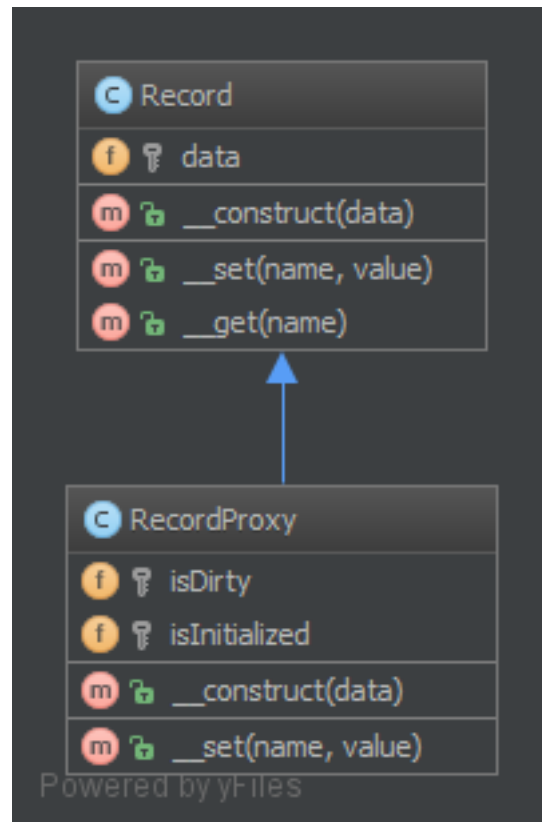 C Record
f data
m __construct(data)
m __set(name, value)
m __get(name)
C RecordProxy
f isDirty
f isInitialized
m __construct(data)
m __set(name, value)
Powered by yFiles